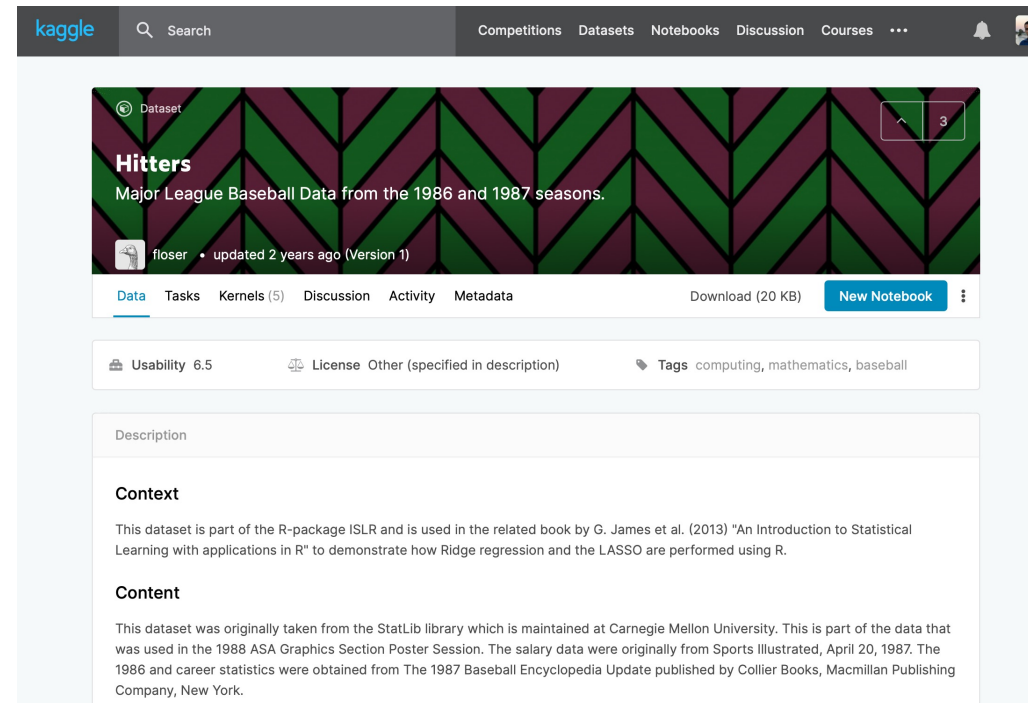 kaggle Search Competitions Datasets Notebooks Discussion Courses
Dataset
3
Hitters
Major League Baseball Data from the 1986 and 1987 seasons.
floser • updated 2 years ago (Version 1)
Data Tasks Kernels (5) Discussion Activity Metadata Download (20 KB) New Notebook
Usability 6.5 License Other (specified in description) Tags computing, mathematics, baseball
Description
Context
This dataset is part of the R-package ISLR and is used in the related book by G. James et al. (2013) "An Introduction to Statistical
Learning with applications in R" to demonstrate how Ridge regression and the LASSO are performed using R.
Content
This dataset was originally taken from the StatLib library which is maintained at Carnegie Mellon University. This is part of the data that
was used in the 1988 ASA Graphics Section Poster Session. The salary data were originally from Sports Illustrated, April 20, 1987. The
1986 and career statistics were obtained from The 1987 Baseball Encyclopedia Update published by Collier Books, Macmillan Publishing
Company, New York.